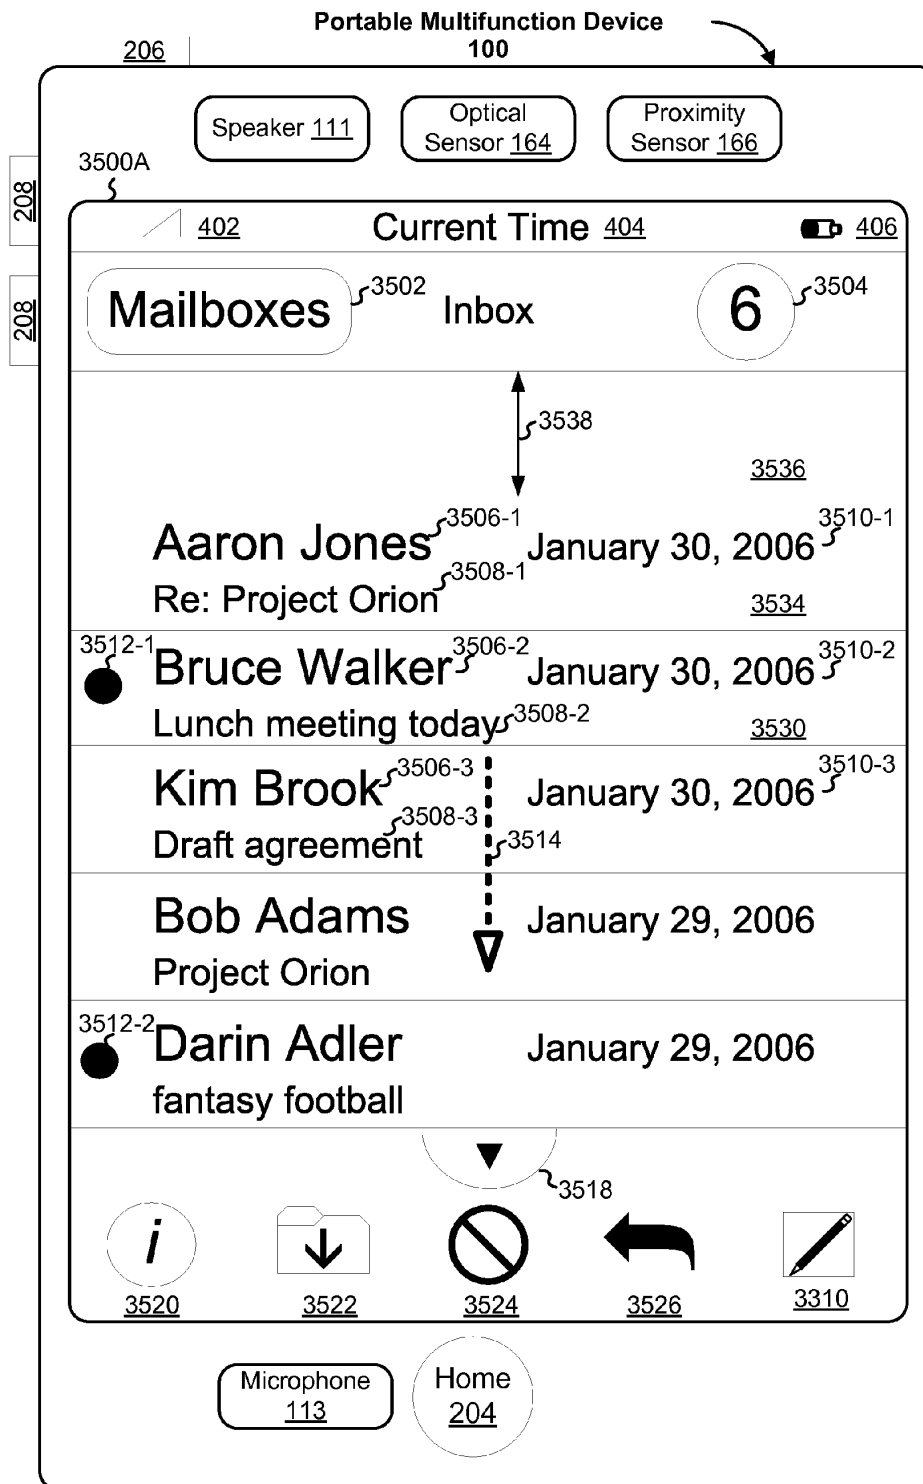 Portable Multifunction Device
100
206
Speaker 111
Optical
Sensor 164
Proximity
Sensor 166
3500A
208
208
402
Current Time 404
406
Mailboxes
3502
Inbox
6
3504
3538
3536
Aaron Jones
3506-1
January 30, 2006
3510-1
Re: Project Orion
3508-1
3534
3512-1
Bruce Walker
3506-2
January 30, 2006
3510-2
Lunch meeting today
3508-2
3530
Kim Brook
3506-3
January 30, 2006
3510-3
Draft agreement
3508-3
3514
Bob Adams
January 29, 2006
Project Orion
3512-2
Darin Adler
January 29, 2006
fantasy football
3518
i
3520
3522
3524
3526
3310
Microphone
113
Home
204